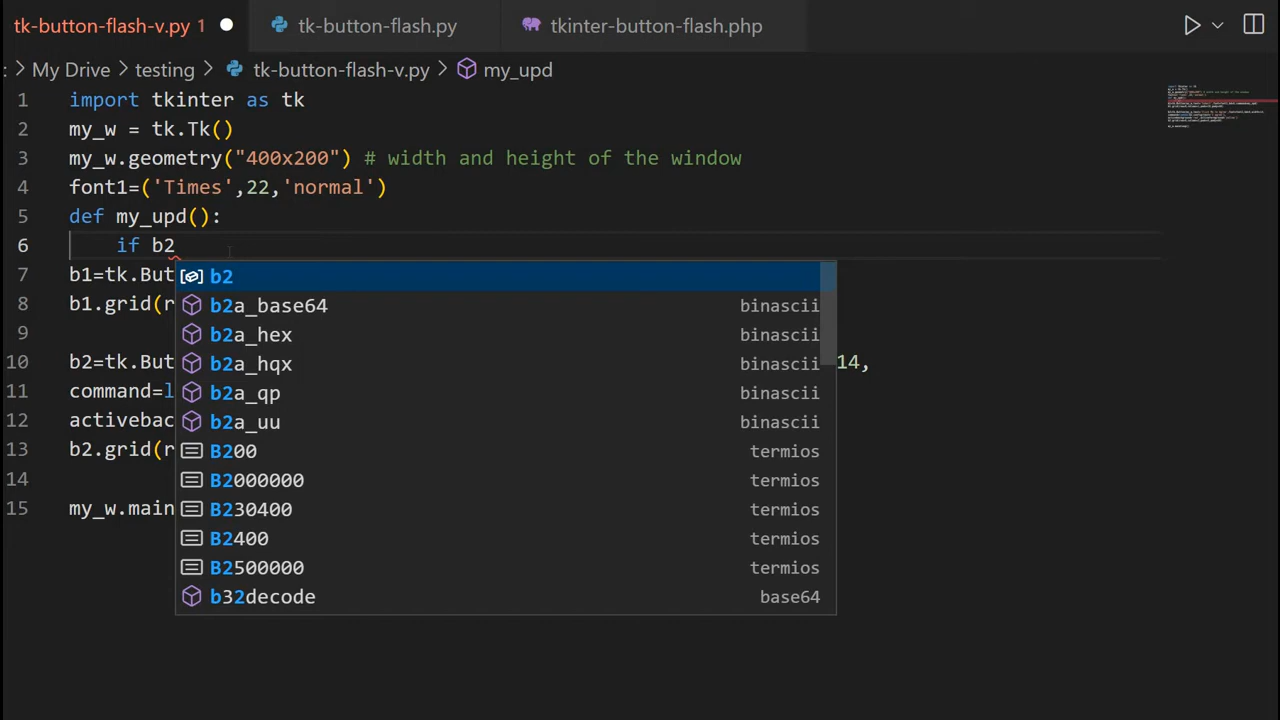 tk-button-flash-v.py 1 tk-button-flash.py tkinter-button-flash.php
: > My Drive > testing > tk-button-flash-v.py > my_upd
1 import tkinter as tk
2 my_w = tk.Tk()
3 my_w.geometry("400x200") # width and height of the window
4 font1=('Times',22,'normal')
5 def my_upd():
6 if b2
b2
7 b1=tk.But
b2a_base64 binascii
8 b1.grid(r
b2a_hex binascii
9
b2a_hqx binascii
10 b2=tk.But 14,
b2a_qp binascii
11 command=l
b2a_uu binascii
12 activebac
B200 termios
13 b2.grid(r
B2000000 termios
14
B230400 termios
15 my_w.main
B2400 termios
B2500000 termios
b32decode base64